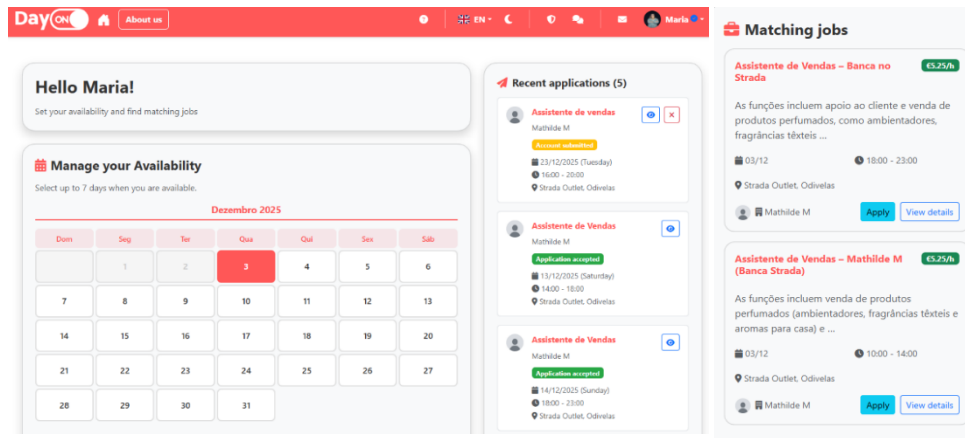 DayON About us EN Maria
Hello Maria!
Set your availability and find matching jobs
Manage your Availability
Select up to 7 days when you are available.
Dezembro 2025
Dom Seg Ter Qua Qui Sex Sáb
1 2 3 4 5 6
7 8 9 10 11 12 13
14 15 16 17 18 19 20
21 22 23 24 25 26 27
28 29 30 31
Recent applications (5)
Assistente de vendas
Mathilde M
Account submitted
23/12/2025 (Tuesday)
16:00 - 20:00
Strada Outlet, Odivelas
Assistente de Vendas
Mathilde M
Application accepted
13/12/2025 (Saturday)
14:00 - 18:00
Strada Outlet, Odivelas
Assistente de Vendas
Mathilde M
Application accepted
14/12/2025 (Sunday)
18:00 - 23:00
Strada Outlet, Odivelas
Matching jobs
Assistente de Vendas – Banca no €5.25/h
Strada
As funções incluem apoio ao cliente e venda de
produtos perfumados, como ambientadores,
fragrâncias têxteis ...
03/12 18:00 - 23:00
Strada Outlet, Odivelas
Mathilde M Apply View details
Assistente de Vendas – Mathilde M €5.25/h
(Banca Strada)
As funções incluem venda de produtos
perfumados (ambientadores, fragrâncias têxteis e
aromas para casa) e ...
03/12 10:00 - 14:00
Strada Outlet, Odivelas
Mathilde M Apply View details